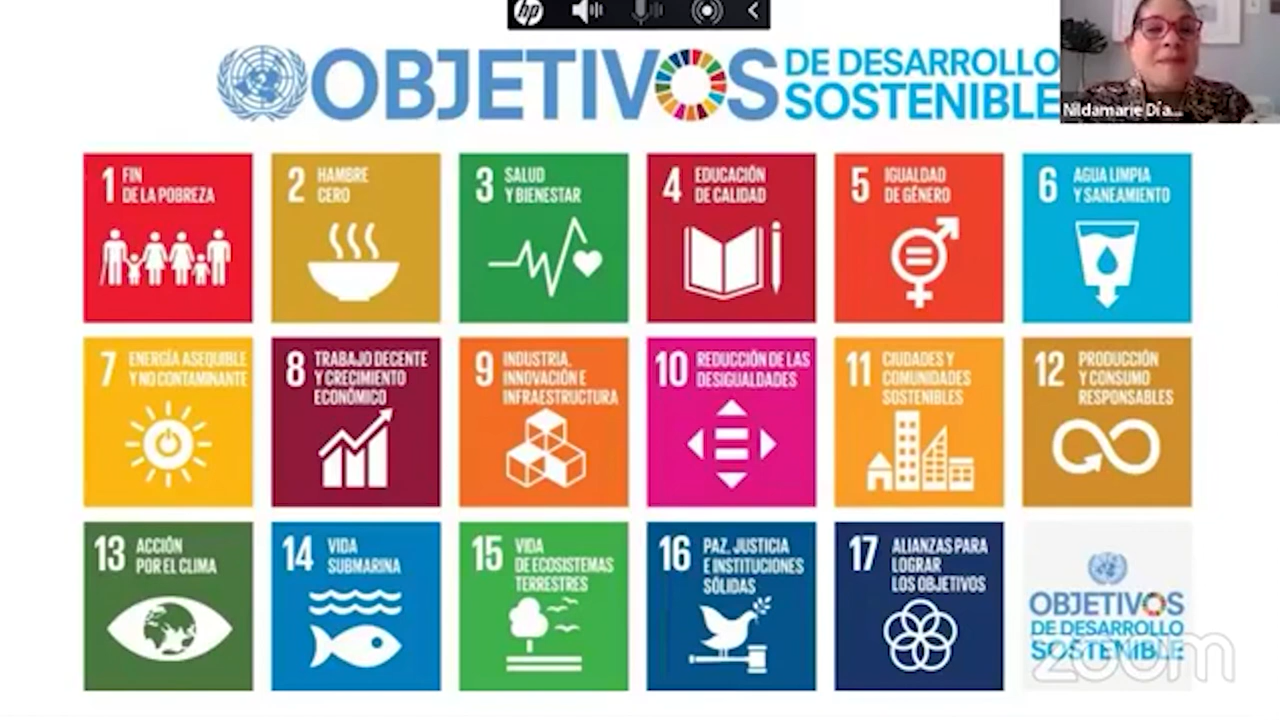 hp
OBJETIVOS
DE DESARROLLO
SOSTENIBLE
Nildamarie Día...
1 FIN
DE LA POBREZA
2 HAMBRE
CERO
3 SALUD
Y BIENESTAR
4 EDUCACIÓN
DE CALIDAD
5 IGUALDAD
DE GÉNERO
6 AGUA LIMPIA
Y SANEAMIENTO
7 ENERGÍA ASEQUIBLE
Y NO CONTAMINANTE
8 TRABAJO DECENTE
Y CRECIMIENTO
ECONÓMICO
9 INDUSTRIA,
INNOVACIÓN E
INFRAESTRUCTURA
10 REDUCCIÓN DE LAS
DESIGUALDADES
11 CIUDADES Y
COMUNIDADES
SOSTENIBLES
12 PRODUCCIÓN
Y CONSUMO
RESPONSABLES
13 ACCIÓN
POR EL CLIMA
14 VIDA
SUBMARINA
15 VIDA
DE ECOSISTEMAS
TERRESTRES
16 PAZ, JUSTICIA
E INSTITUCIONES
SÓLIDAS
17 ALIANZAS PARA
LOGRAR
LOS OBJETIVOS
OBJETIVOS
DE DESARROLLO
SOSTENIBLE
zoom